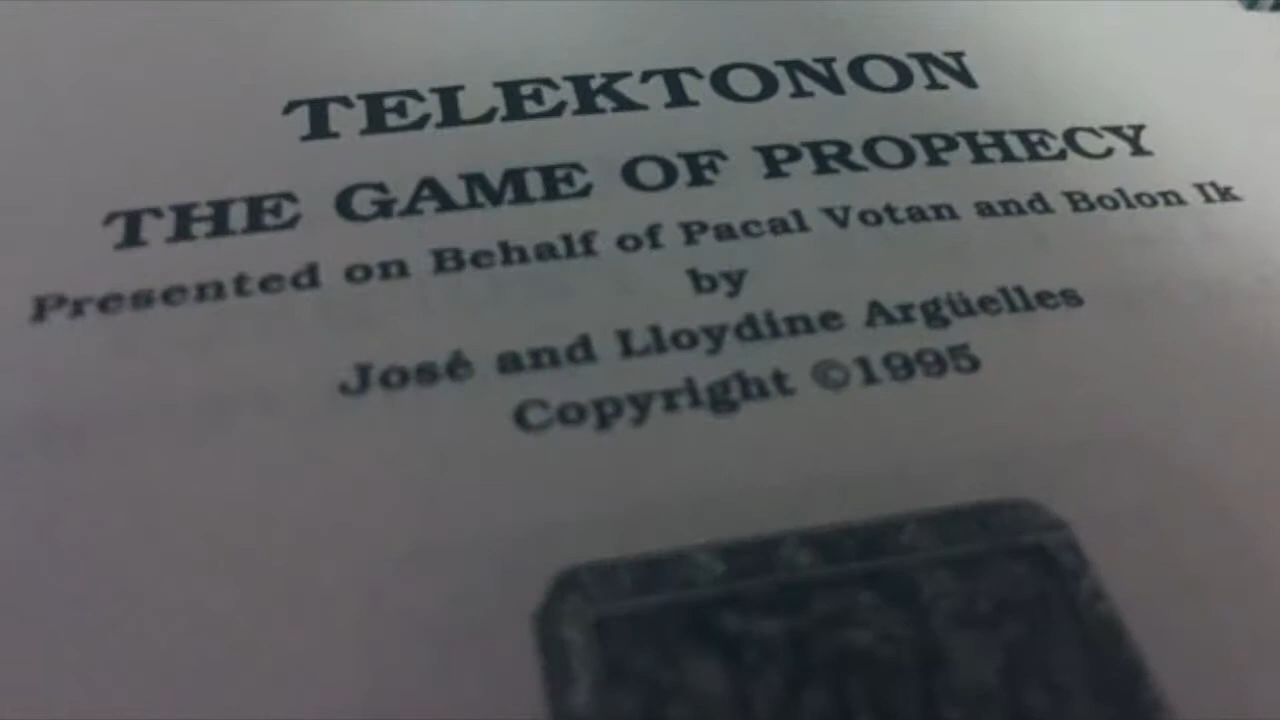 TELEKTONON
THE GAME OF PROPHECY
Presented on Behalf of Pacal Votan and Bolon Ik
by
José and Lloydine Argüelles
Copyright ©1995